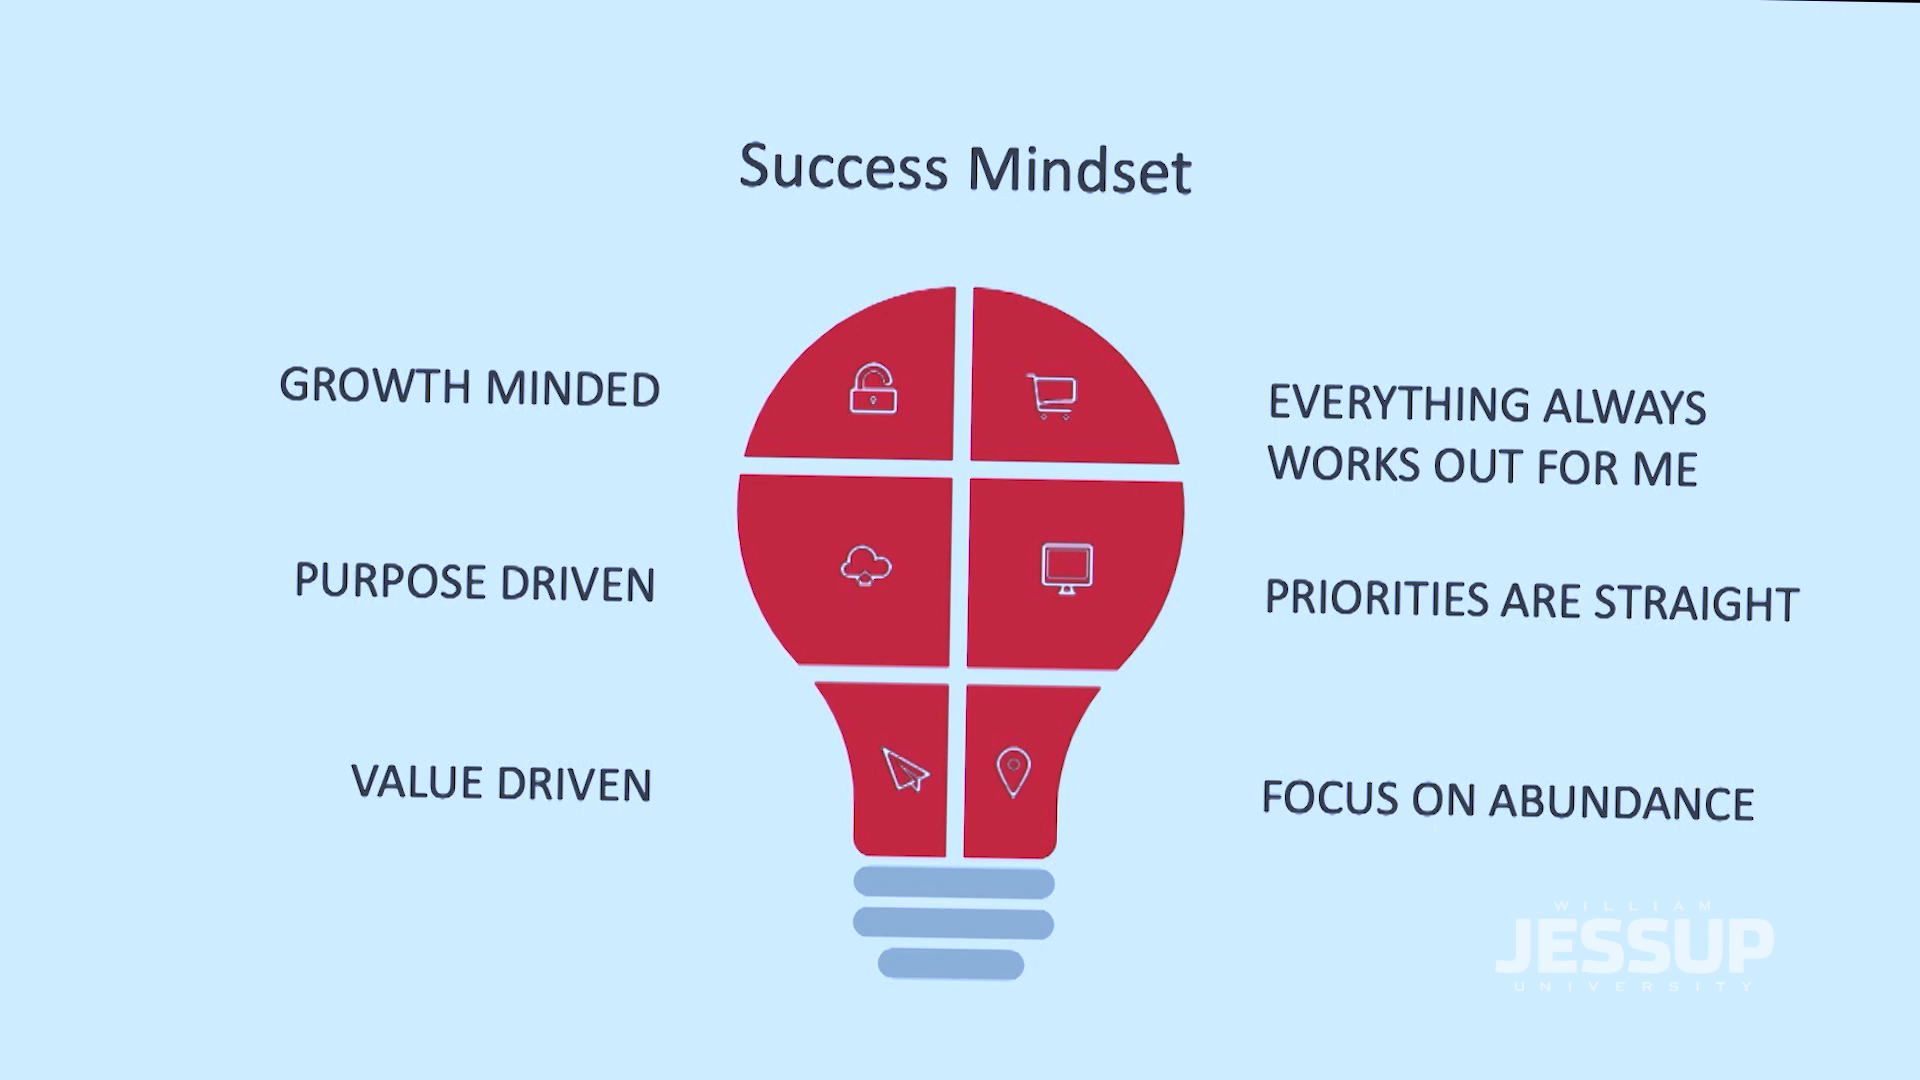 Success Mindset
GROWTH MINDED
EVERYTHING ALWAYS
WORKS OUT FOR ME
PURPOSE DRIVEN
PRIORITIES ARE STRAIGHT
VALUE DRIVEN
FOCUS ON ABUNDANCE
WILLIAM
JESSUP
UNIVERSITY